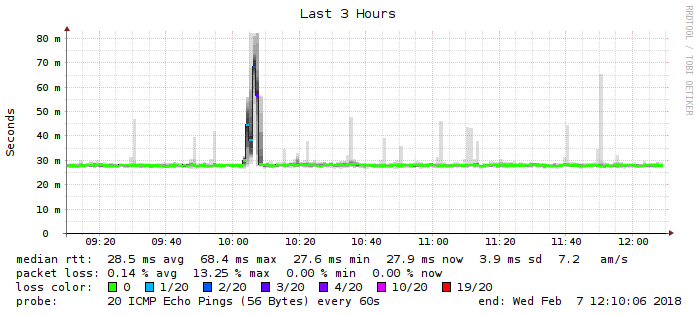 Last 3 Hours
RRDTOOL / TOBI OETIKER
Seconds
80 m
70 m
60 m
50 m
40 m
30 m
20 m
10 m
0
09:20 09:40 10:00 10:20 10:40 11:00 11:20 11:40 12:00
median rtt: 28.5 ms avg 68.4 ms max 27.6 ms min 27.9 ms now 3.9 ms sd 7.2 am/s
packet loss: 0.14 % avg 13.25 % max 0.00 % min 0.00 % now
loss color: 0 1/20 2/20 3/20 4/20 10/20 19/20
probe: 20 ICMP Echo Pings (56 Bytes) every 60s end: Wed Feb 7 12:10:06 2018